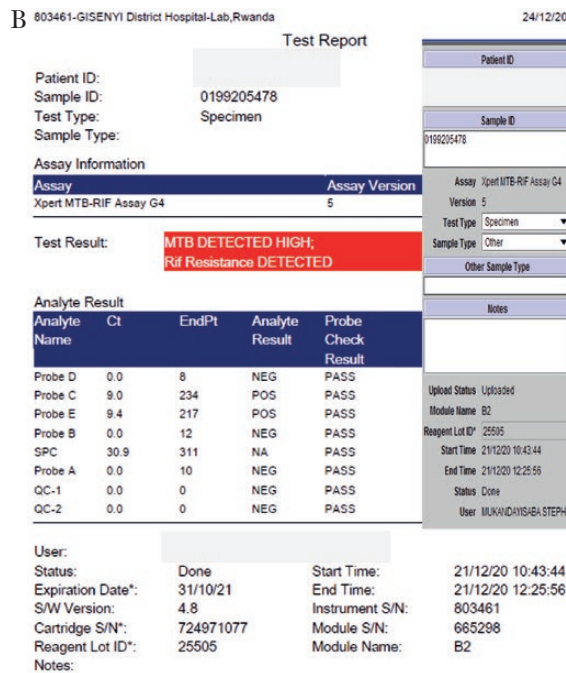 B
803461-GISENYI District Hospital-Lab,Rwanda 24/12/20
Test Report
Patient ID:
Sample ID: 0199205478
Test Type: Specimen
Sample Type:
Assay Information
Assay Assay Version
Xpert MTB-RIF Assay G4 5
Test Result: MTB DETECTED HIGH;
Rif Resistance DETECTED
Analyte Result
Analyte Name Ct EndPt Analyte Result Probe Check Result
Probe D 0.0 8 NEG PASS
Probe C 9.0 234 POS PASS
Probe E 9.4 217 POS PASS
Probe B 0.0 12 NEG PASS
SPC 30.9 311 NA PASS
Probe A 0.0 10 NEG PASS
QC-1 0.0 0 NEG PASS
QC-2 0.0 0 NEG PASS
User:
Status: Done Start Time: 21/12/20 10:43:44
Expiration Date*: 31/10/21 End Time: 21/12/20 12:25:56
S/W Version: 4.8 Instrument S/N: 803461
Cartridge S/N*: 724971077 Module S/N: 665298
Reagent Lot ID*: 25505 Module Name: B2
Notes:
Patient ID
Sample ID
0199205478
Assay Xpert MTB-RIF Assay G4
Version 5
Test Type Specimen
Sample Type Other
Other Sample Type
Notes
Upload Status Uploaded
Module Name B2
Reagent Lot ID* 25505
Start Time 21/12/20 10:43:44
End Time 21/12/20 12:25:56
Status Done
User MUKANDAYISABA STEPH